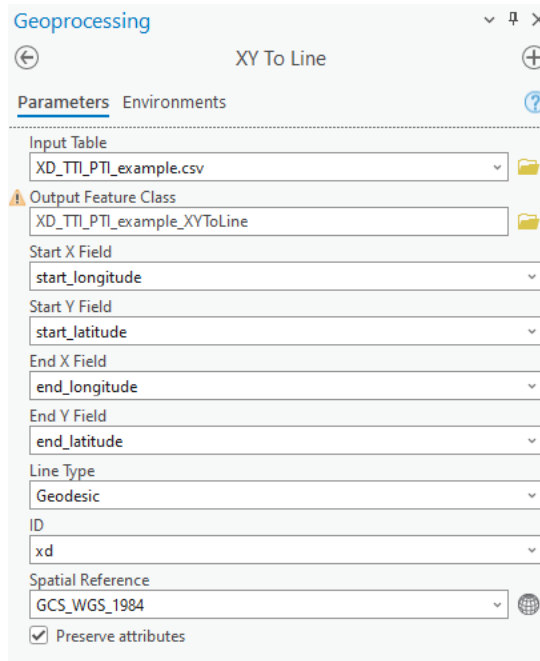 Geoprocessing
XY To Line
Parameters Environments
Input Table
XD_TTI_PTI_example.csv
Output Feature Class
XD_TTI_PTI_example_XYToLine
Start X Field
start_longitude
Start Y Field
start_latitude
End X Field
end_longitude
End Y Field
end_latitude
Line Type
Geodesic
ID
xd
Spatial Reference
GCS_WGS_1984
Preserve attributes